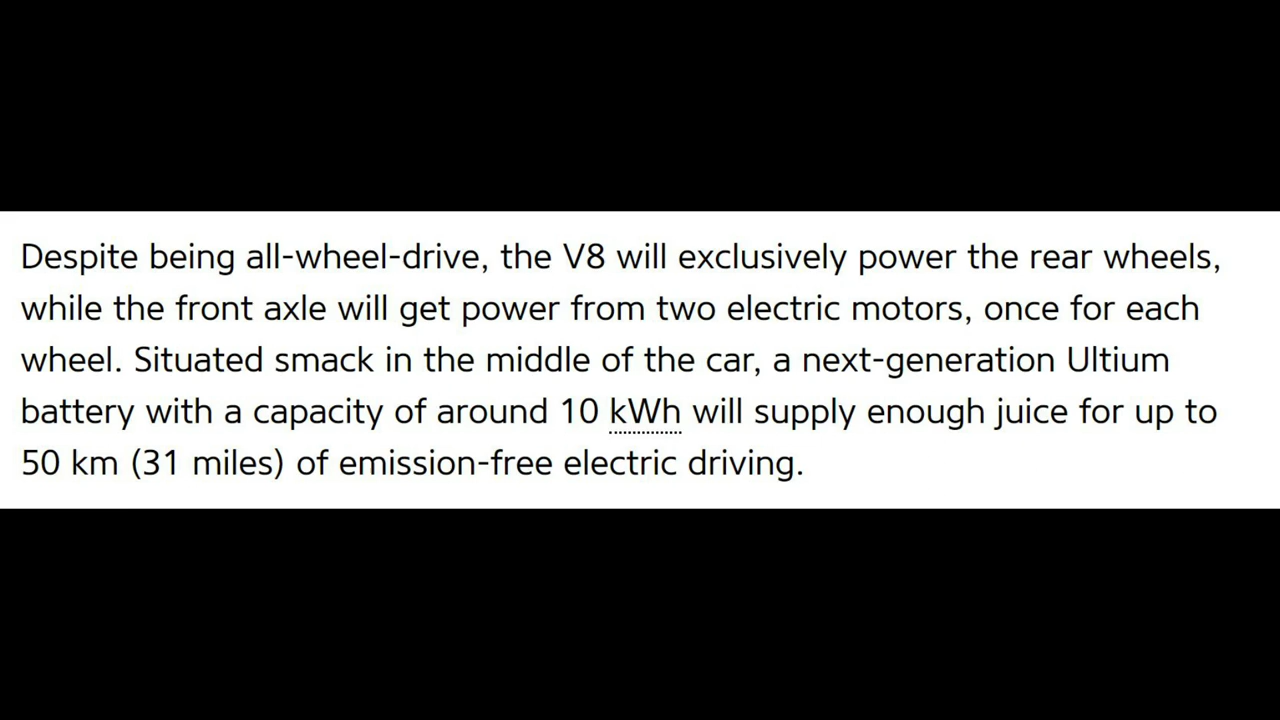 Despite being all-wheel-drive, the V8 will exclusively power the rear wheels,
while the front axle will get power from two electric motors, once for each
wheel. Situated smack in the middle of the car, a next-generation Ultium
battery with a capacity of around 10 kWh will supply enough juice for up to
50 km (31 miles) of emission-free electric driving.